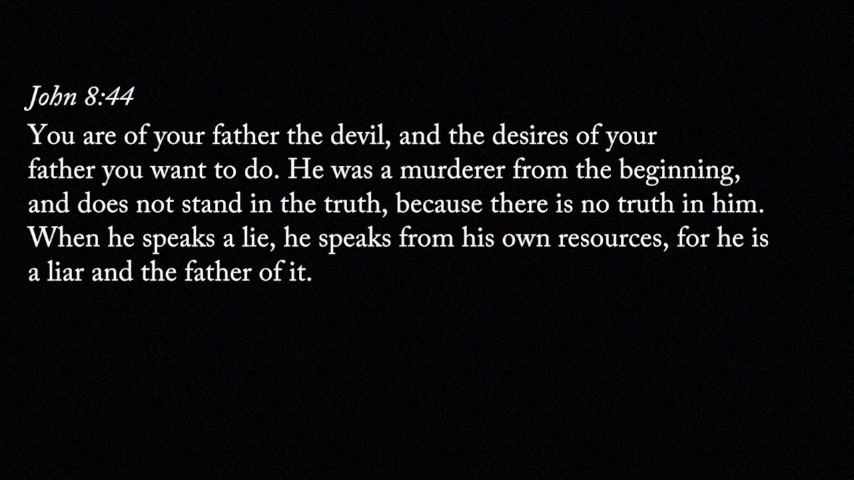 John 8:44
You are of your father the devil, and the desires of your
father you want to do. He was a murderer from the beginning,
and does not stand in the truth, because there is no truth in him.
When he speaks a lie, he speaks from his own resources, for he is
a liar and the father of it.